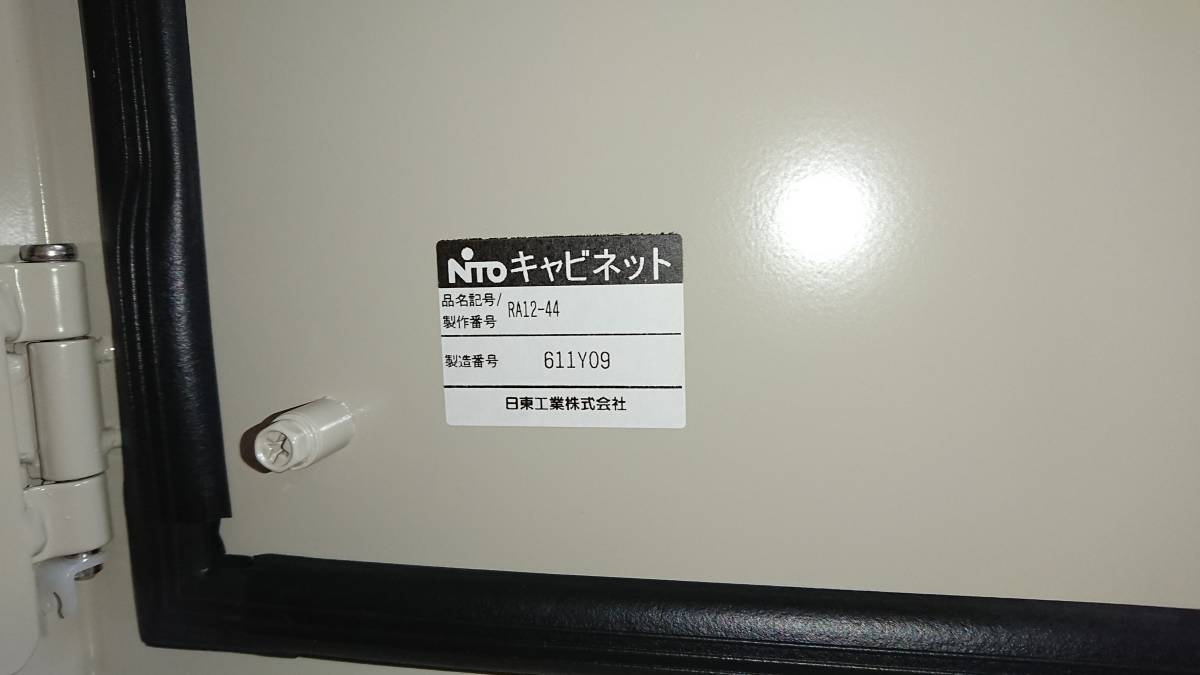 NITO キャビネット
品名記号/
製作番号 RA12-44
製造番号 611Y09
日東工業株式会社